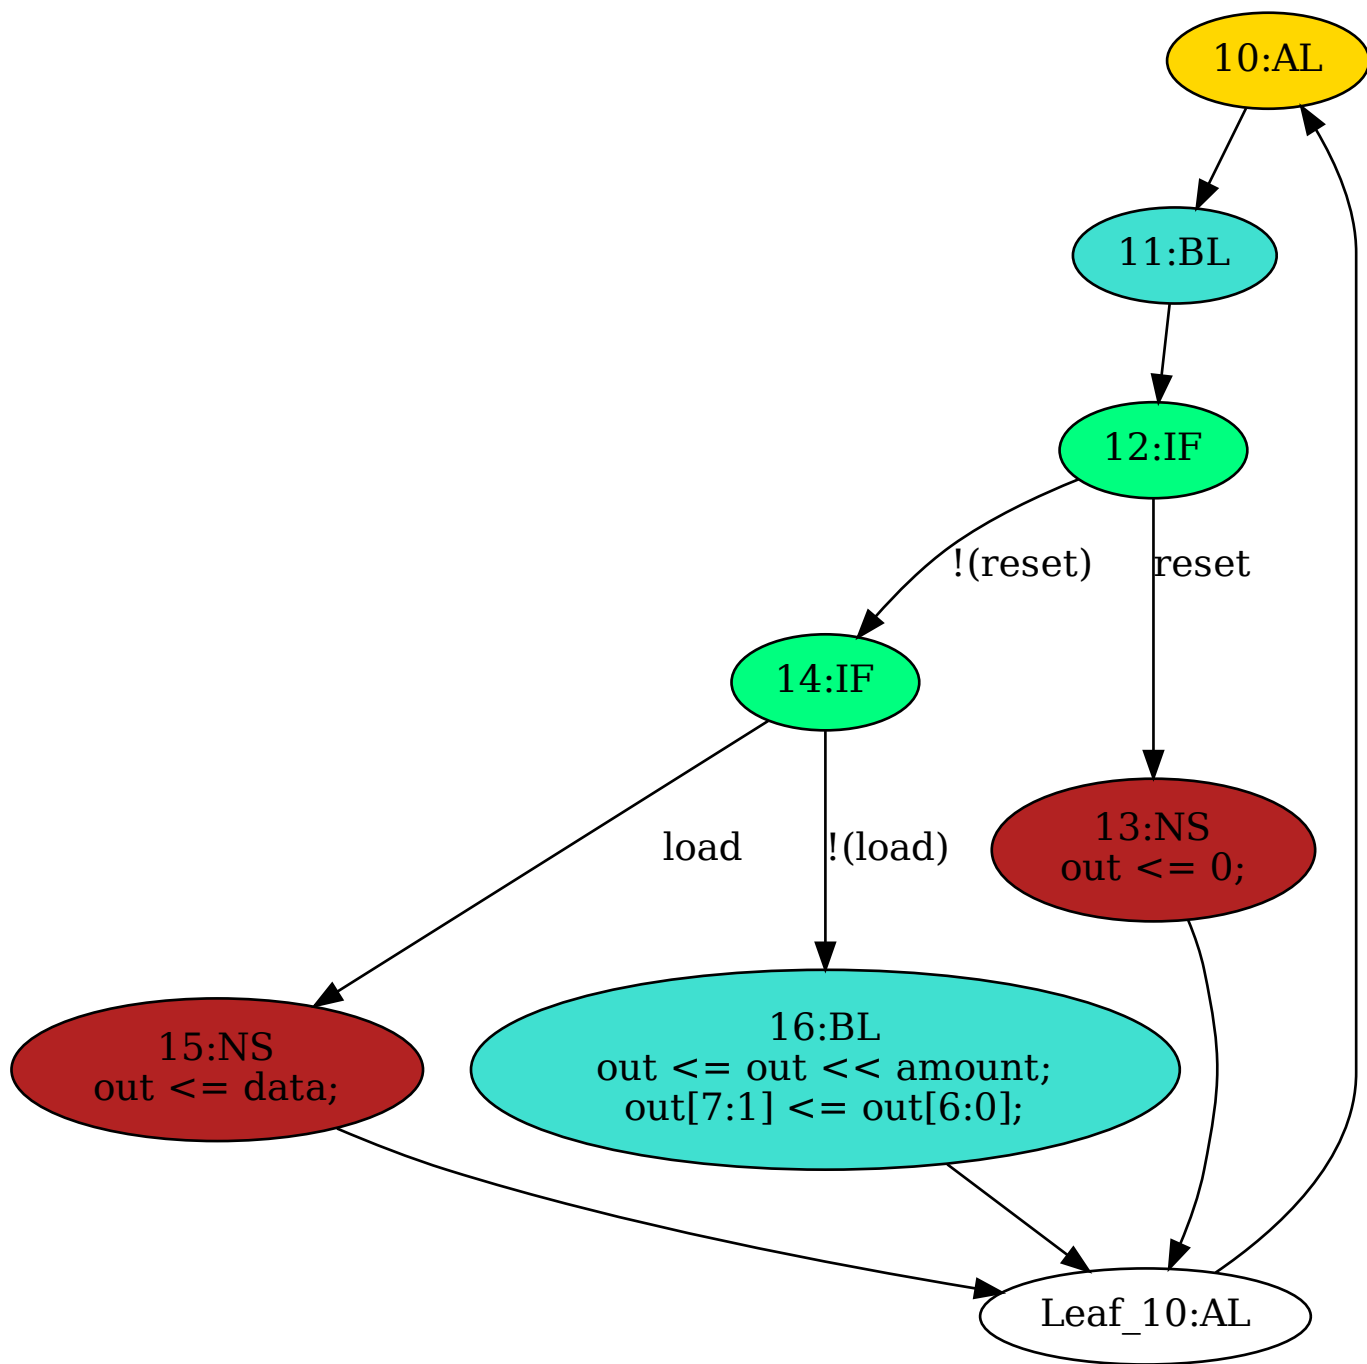 10:AL
11:BL
12:IF
!(reset)
reset
14:IF
load
!(load)
13:NS
out <= 0;
15:NS
out <= data;
16:BL
out <= out << amount;
out[7:1] <= out[6:0];
Leaf_10:AL